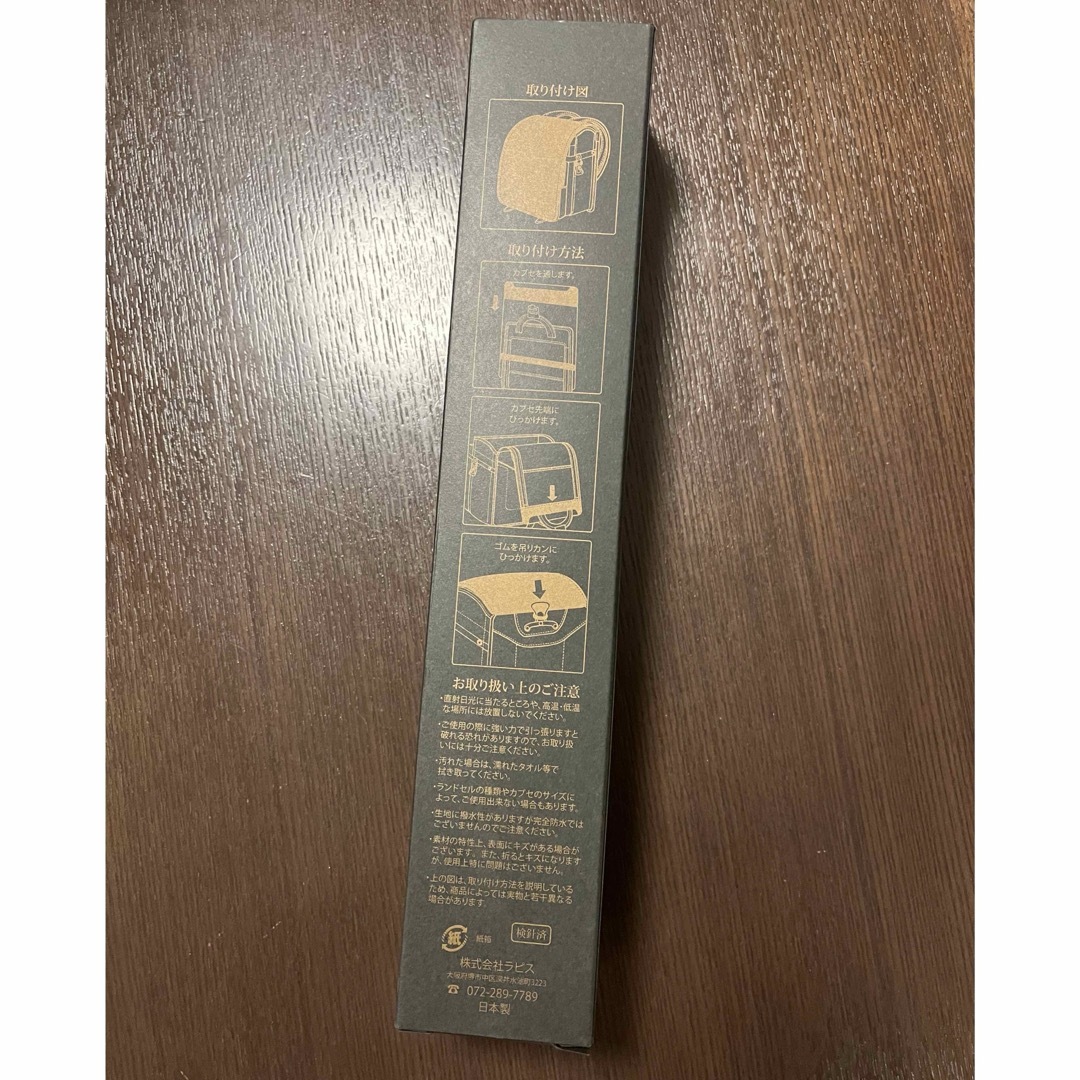 取り付け図
取り付け方法
カブセを通します。
カブセ先端に
ひっかけます。
ゴムを吊りカンに
ひっかけます。
お取り扱い上のご注意
・直射日光に当たるところや、高温・低温
な場所には放置しないでください。
・ご使用の際に強い力で引っ張りますと
破れる恐れがありますので、お取り扱
いには十分ご注意ください。
・汚れた場合は、濡れたタオル等で
拭き取ってください。
・ランドセルの種類やカブセのサイズに
よって、ご使用出来ない場合もあります。
・生地に撥水性がありますが完全防水では
ございませんのでご注意ください。
・素材の特性上、表面にキズがある場合が
ございます。また、折るとキズになります
が、使用上特に問題はございません。
・上の図は、取り付け方法を説明している
ため、商品によっては実物と若干異なる
場合があります。
紙 紙箱 検針済
株式会社ラビス
大阪府堺市中区深井水池町3223
☎ 072-289-7789
日本製